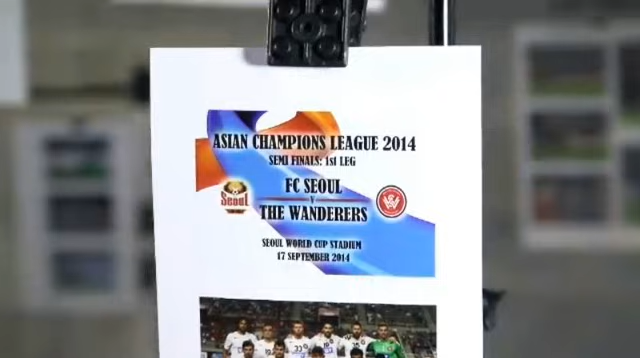 ASIAN CHAMPIONS LEAGUE 2014
SEMI FINALS: 1st LEG
FC SEOUL
V
THE WANDERERS
Seoul
SEOUL WORLD CUP STADIUM
17 SEPTEMBER 2014